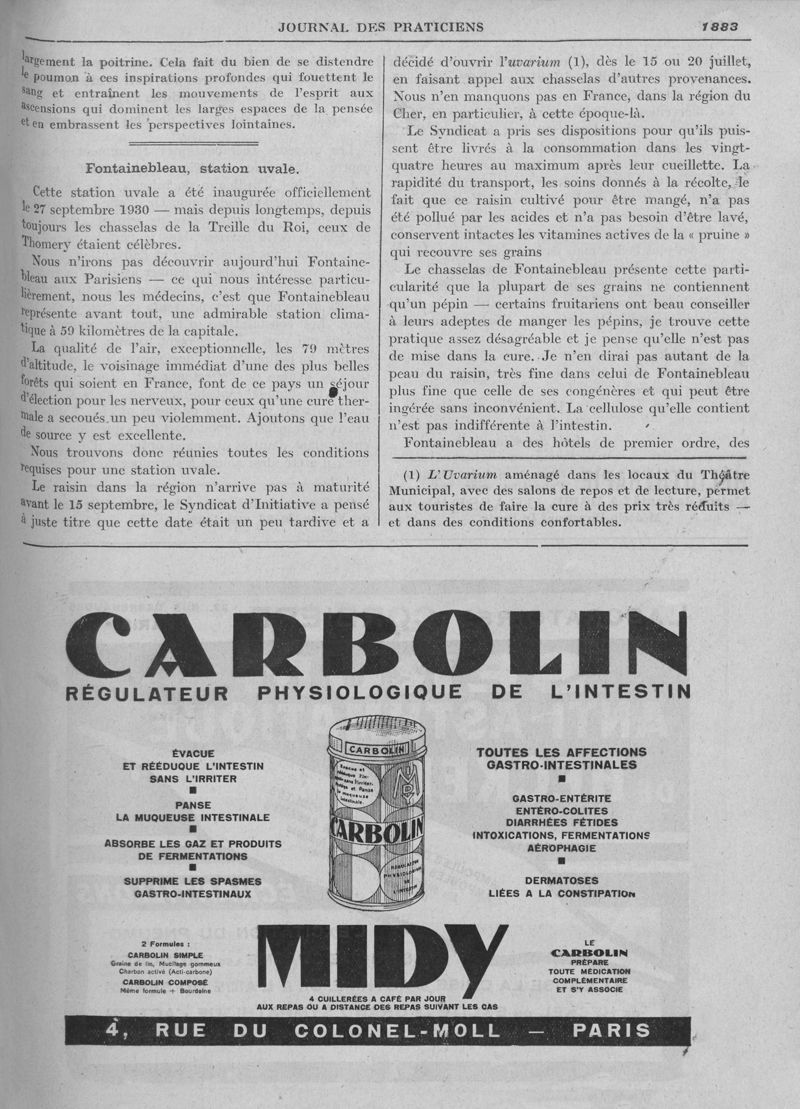 JOURNAL DES PRATICIENS
1883
largement la poitrine. Cela fait du bien de se distendre
le poumon à ces inspirations profondes qui fouettent le
sang et entraînent les mouvements de l'esprit aux
ascensions qui dominent les larges espaces de la pensée
et en embrassent les perspectives lointaines.
Fontainebleau, station uvale.
Cette station uvale a été inaugurée officiellement
le 27 septembre 1930 — mais depuis longtemps, depuis
toujours les chasselas de la Treille du Roi, ceux de
Thomery étaient célèbres.
Nous n'irons pas découvrir aujourd'hui Fontaine-
bleau aux Parisiens — ce qui nous intéresse particu-
lièrement, nous les médecins, c'est que Fontainebleau
représente avant tout, une admirable station clima-
tique à 59 kilomètres de la capitale.
La qualité de l'air, exceptionnelle, les 79 mètres
d'altitude, le voisinage immédiat d'une des plus belles
forêts qui soient en France, font de ce pays un séjour
d'élection pour les nerveux, pour ceux qu'une cure ther-
male a secoués un peu violemment. Ajoutons que l'eau
de source y est excellente.
Nous trouvons donc réunies toutes les conditions
requises pour une station uvale.
Le raisin dans la région n'arrive pas à maturité
avant le 15 septembre, le Syndicat d'Initiative a pensé
à juste titre que cette date était un peu tardive et a
décidé d'ouvrir l'uvarium (1), dès le 15 ou 20 juillet,
en faisant appel aux chasselas d'autres provenances.
Nous n'en manquons pas en France, dans la région du
Cher, en particulier, à cette époque-là.
Le Syndicat a pris ses dispositions pour qu'ils puis-
sent être livrés à la consommation dans les vingt-
quatre heures au maximum après leur cueillette. La
rapidité du transport, les soins donnés à la récolte, le
fait que ce raisin cultivé pour être mangé, n'a pas
été pollué par les acides et n'a pas besoin d'être lavé,
conservent intactes les vitamines actives de la « pruine »
qui recouvre ses grains
Le chasselas de Fontainebleau présente cette parti-
cularité que la plupart de ses grains ne contiennent
qu'un pépin — certains fruitariens ont beau conseiller
à leurs adeptes de manger les pépins, je trouve cette
pratique assez désagréable et je pense qu'elle n'est pas
de mise dans la cure. Je n'en dirai pas autant de la
peau du raisin, très fine dans celui de Fontainebleau
plus fine que celle de ses congénères et qui peut être
ingérée sans inconvénient. La cellulose qu'elle contient
n'est pas indifférente à l'intestin.
Fontainebleau a des hôtels de premier ordre, des
(1) L'Uvarium aménagé dans les locaux du Théâtre
Municipal, avec des salons de repos et de lecture, permet
aux touristes de faire la cure à des prix très réduits —
et dans des conditions confortables.
CARBOLIN
RÉGULATEUR PHYSIOLOGIQUE DE L'INTESTIN
ÉVACUE
ET RÉÉDUQUE L'INTESTIN
SANS L'IRRITER
PANSE
LA MUQUEUSE INTESTINALE
ABSORBE LES GAZ ET PRODUITS
DE FERMENTATIONS
SUPPRIME LES SPASMES
GASTRO-INTESTINAUX
CARBOLIN
Evacue et
rééduque l'in-
testin sans l'irriter.
et Panse
la muqueuse
intestinale.
CARBOLIN
RÉGULATEUR
PHYSIOLOGIQUE
DE
L'INTESTIN
TOUTES LES AFFECTIONS
GASTRO-INTESTINALES
GASTRO-ENTÉRITE
ENTÉRO-COLITES
DIARRHÉES FÉTIDES
INTOXICATIONS, FERMENTATIONS
AÉROPHAGIE
DERMATOSES
LIÉES A LA CONSTIPATION
2 Formules :
CARBOLIN SIMPLE
Graine de lin, Mucilage gommeux
Charbon activé (Acti-carbone)
CARBOLIN COMPOSÉ
Même formule + Bourdaine
MIDY
4 CUILLERÉES A CAFÉ PAR JOUR
AUX REPAS OU A DISTANCE DES REPAS SUIVANT LES CAS
LE
CARBOLIN
PRÉPARE
TOUTE MÉDICATION
COMPLÉMENTAIRE
ET S'Y ASSOCIE
4, RUE DU COLONEL-MOLL — PARIS